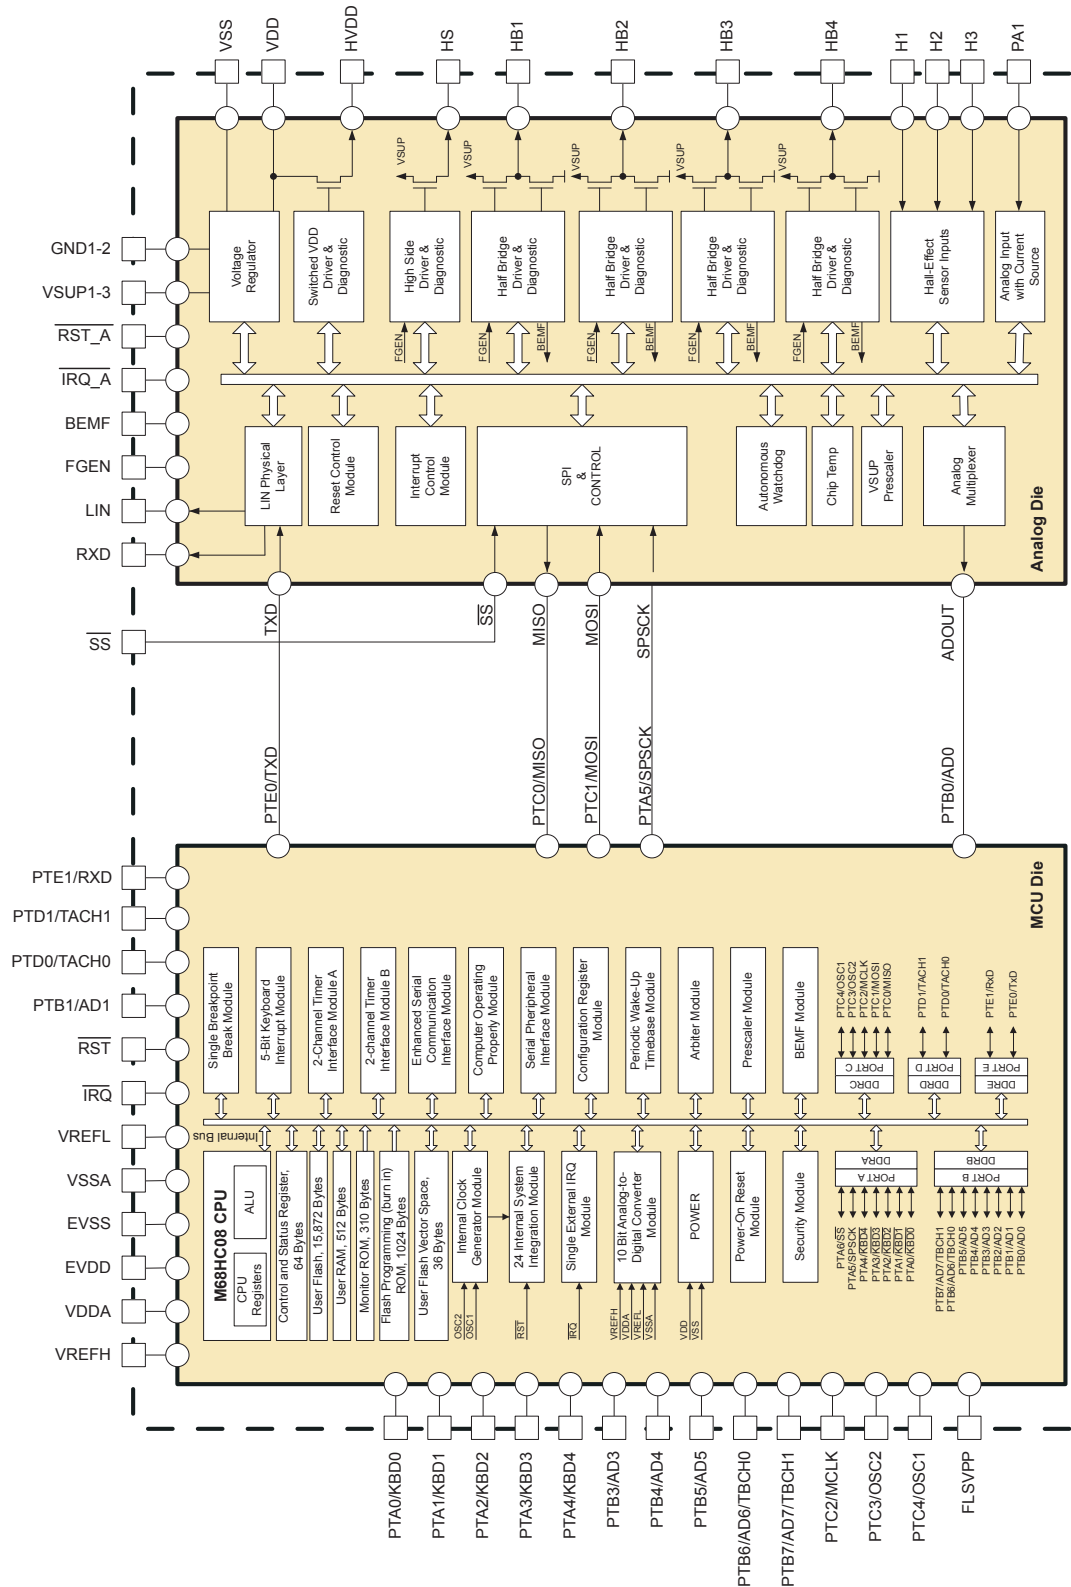 VSS
VDD
HVDD
HS
HB1
HB2
HB3
HB4
H1
H2
H3
PA1
GND1-2
VSUP1-3
RST_A
IRQ_A
BEMF
FGEN
LIN
RXD
SS
Voltage
Regulator
Switched VDD
Driver &
Diagnostic
High Side
Driver &
Diagnostic
Half Bridge
Driver &
Diagnostic
Half Bridge
Driver &
Diagnostic
Half Bridge
Driver &
Diagnostic
Half Bridge
Driver &
Diagnostic
Hall-Effect
Sensor Inputs
Analog Input
with Current
Source
VSUP
VSUP
VSUP
VSUP
VSUP
FGEN
FGEN
BEMF
FGEN
BEMF
FGEN
BEMF
FGEN
BEMF
LIN Physical
Layer
Reset Control
Module
Interrupt
Control
Module
SPI
&
CONTROL
Autonomous
Watchdog
Chip Temp
VSUP
Prescaler
Analog
Multiplexer
Analog Die
TXD
SS
MISO
MOSI
SPSCK
ADOUT
PTE0/TXD
PTC0/MISO
PTC1/MOSI
PTA5/SPSCK
PTB0/AD0
MCU Die
PTE1/RXD
PTD1/TACH1
PTD0/TACH0
PTB1/AD1
RST
IRQ
VREFL
VSSA
EVSS
EVDD
VDDA
VREFH
Single Breakpoint
Break Module
5-Bit Keyboard
Interrupt Module
2-Channel Timer
Interface Module A
2-channel Timer
Interface Module B
Enhanced Serial
Communication
Interface Module
Computer Operating
Properly Module
Serial Pheripheral
Interface Module
Configuration Register
Module
Periodic Wake-Up
Timebase Module
Arbiter Module
Prescaler Module
BEMF Module
PTC4/OSC1
PTC3/OSC2
PTC2/MCLK
PTC1/MOSI
PTC0/MISO
PORT C
DDRC
PTD1/TACH1
PTD0/TACH0
PORT D
DDRD
PTE1/RxD
PTE0/TxD
PORT E
DDRE
Internal Bus
M68HC08 CPU
CPU
Registers
ALU
Control and Status Register,
64 Bytes
User Flash, 15,872 Bytes
User RAM, 512 Bytes
Monitor ROM, 310 Bytes
Flash Programming (burn in)
ROM, 1024 Bytes
User Flash Vector Space,
36 Bytes
Internal Clock
Generator Module
24 Internal System
Integration Module
Single External IRQ
Module
10 Bit Analog-to-
Digital Converter
Module
POWER
Power-On Reset
Module
Security Module
OSC2
OSC1
RST
IRQ
VREFH
VDDA
VREFL
VSSA
VDD
VSS
DDRA
PORT A
PTA6/SS
PTA5/SPSCK
PTA4/KBD4
PTA3/KBD3
PTA2/KBD2
PTA1/KBD1
PTA0/KBD0
DDRB
PORT B
PTB7/AD7/TBCH1
PTB6/AD6/TBCH0
PTB5/AD5
PTB4/AD4
PTB3/AD3
PTB2/AD2
PTB1/AD1
PTB0/AD0
PTA0/KBD0
PTA1/KBD1
PTA2/KBD2
PTA3/KBD3
PTA4/KBD4
PTB3/AD3
PTB4/AD4
PTB5/AD5
PTB6/AD6/TBCH0
PTB7/AD7/TBCH1
PTC2/MCLK
PTC3/OSC2
PTC4/OSC1
FLSVPP